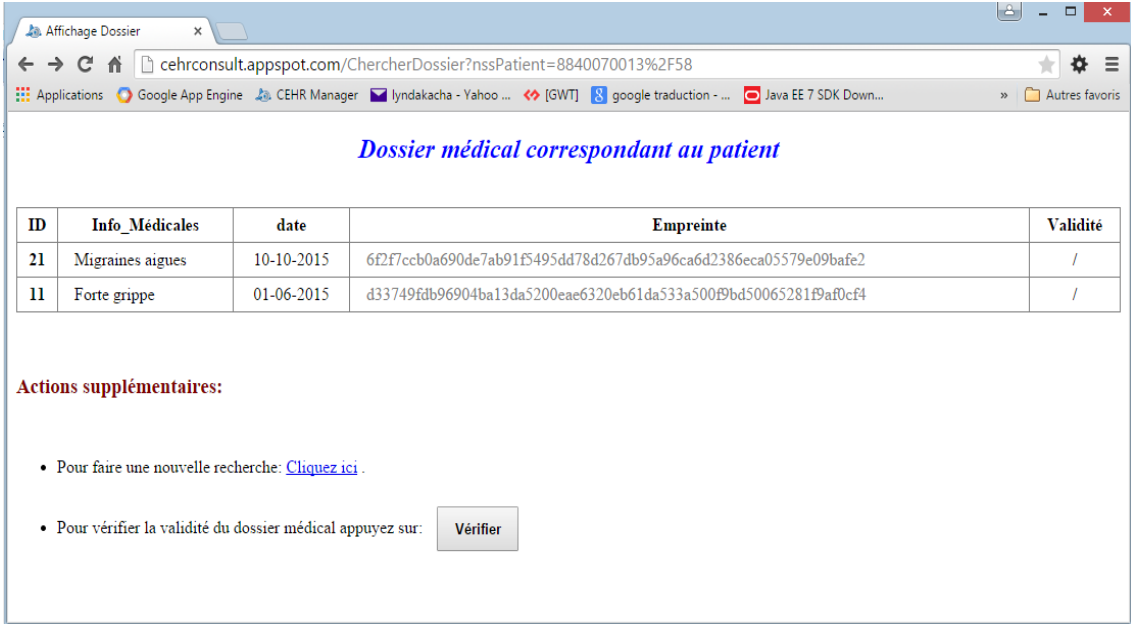 Affichage Dossier
cehrconsult.appspot.com/ChercherDossier?nssPatient=8840070013%2F58
Applications Google App Engine CEHR Manager lyndakacha - Yahoo ... [GWT] google traduction - ... Java EE 7 SDK Down... » Autres favoris
Dossier médical correspondant au patient
ID Info_Médicales date Empreinte Validité
21 Migraines aigues 10-10-2015 6f2f7ccb0a690de7ab91f5495dd78d267db95a96ca6d2386eca05579e09bafe2 /
11 Forte grippe 01-06-2015 d33749fdb96904ba13da5200eae6320eb61da533a500f9bd50065281f9af0cf4 /
Actions supplémentaires:
• Pour faire une nouvelle recherche: Cliquez ici .
• Pour vérifier la validité du dossier médical appuyez sur: Vérifier